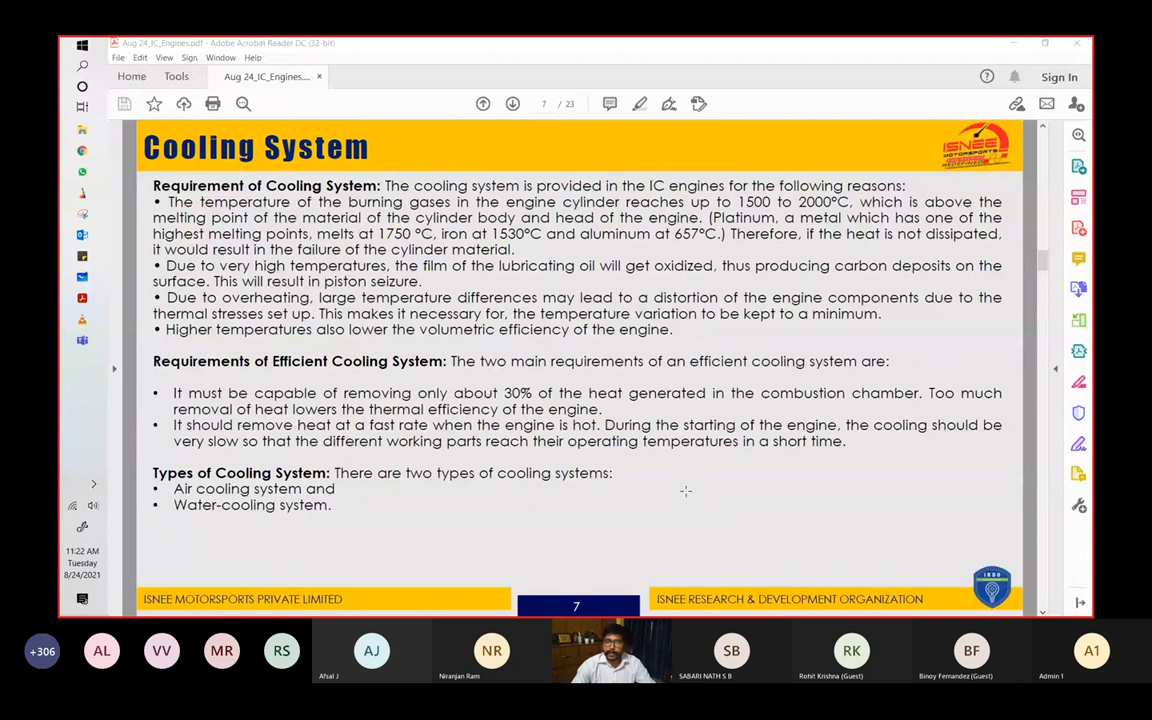 Aug 24_IC_Engines.pdf - Adobe Acrobat Reader DC (32-bit)
File Edit View Sign Window Help
Home Tools Aug 24_IC_Engines.... × Sign In
7 / 23
Cooling System
ISNEE
MOTORSPORTS
REDEFINED
Requirement of Cooling System: The cooling system is provided in the IC engines for the following reasons:
• The temperature of the burning gases in the engine cylinder reaches up to 1500 to 2000°C, which is above the
melting point of the material of the cylinder body and head of the engine. (Platinum, a metal which has one of the
highest melting points, melts at 1750 °C, iron at 1530°C and aluminum at 657°C.) Therefore, if the heat is not dissipated,
it would result in the failure of the cylinder material.
• Due to very high temperatures, the film of the lubricating oil will get oxidized, thus producing carbon deposits on the
surface. This will result in piston seizure.
• Due to overheating, large temperature differences may lead to a distortion of the engine components due to the
thermal stresses set up. This makes it necessary for, the temperature variation to be kept to a minimum.
• Higher temperatures also lower the volumetric efficiency of the engine.
Requirements of Efficient Cooling System: The two main requirements of an efficient cooling system are:
• It must be capable of removing only about 30% of the heat generated in the combustion chamber. Too much
removal of heat lowers the thermal efficiency of the engine.
• It should remove heat at a fast rate when the engine is hot. During the starting of the engine, the cooling should be
very slow so that the different working parts reach their operating temperatures in a short time.
Types of Cooling System: There are two types of cooling systems:
• Air cooling system and
• Water-cooling system.
11:22 AM
Tuesday
8/24/2021
ISNEE MOTORSPORTS PRIVATE LIMITED
7
ISNEE RESEARCH & DEVELOPMENT ORGANIZATION
+306 AL VV MR RS AJ NR SB RK BF A1
Afsal J Niranjan Ram SABARI NATH S B Rohit Krishna (Guest) Binoy Fernandez (Guest) Admin 1